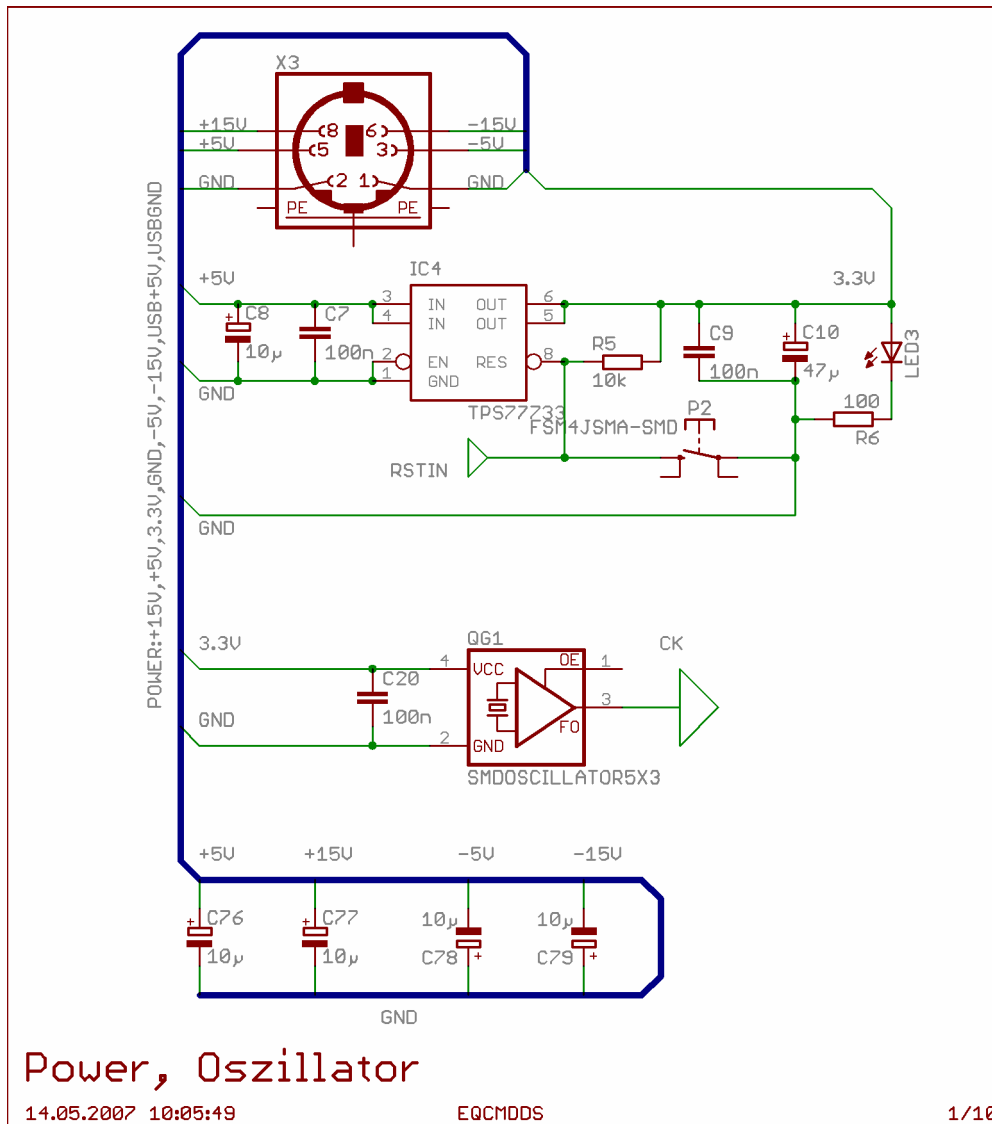 X3
+15V 8 6 -15V
+5V 5 3 -5V
GND 2 1 GND
PE PE
POWER:+15V,+5V,3.3V,GND,-5V,-15V,USB+5V,USBGND
IC4
+5V 3 IN OUT 6 3.3V
4 IN OUT 5
C8 C7 C9 C10 LED3
10µ 100n 100n 47µ
2 EN RES 8 R5
1 GND 10k
GND
TPS77733
FSM4JSMA-SMD P2
100
R6
RSTIN
GND
QG1
3.3V 4 VCC OE 1 CK
C20
100n
3
FO
GND 2 GND
SMDOSCILLATOR5X3
+5V +15V -5V -15V
+ C76 + C77 10µ 10µ
10µ 10µ C78 + C79 +
GND
Power, Oszillator
14.05.2007 10:05:49 EQCMDDS 1/10